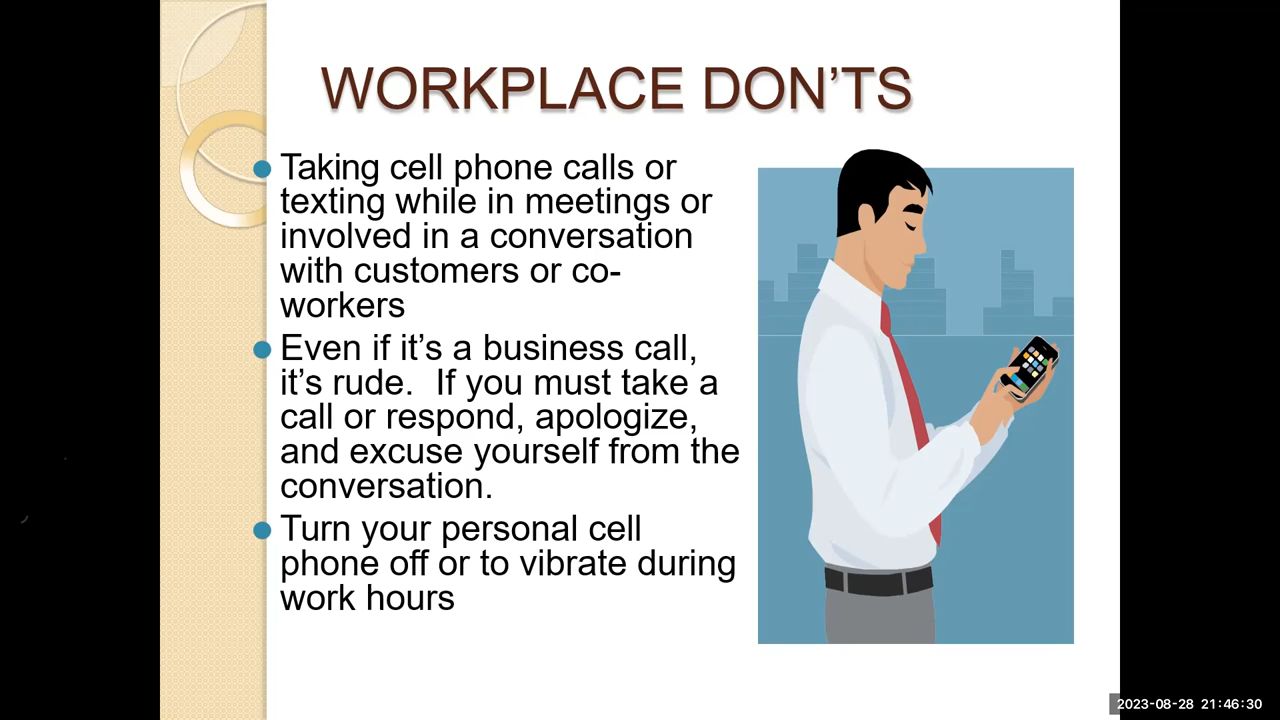 WORKPLACE DON’TS
Taking cell phone calls or
texting while in meetings or
involved in a conversation
with customers or co-
workers
Even if it’s a business call,
it’s rude.  If you must take a
call or respond, apologize,
and excuse yourself from the
conversation.
Turn your personal cell
phone off or to vibrate during
work hours
2023-08-28 21:46:30